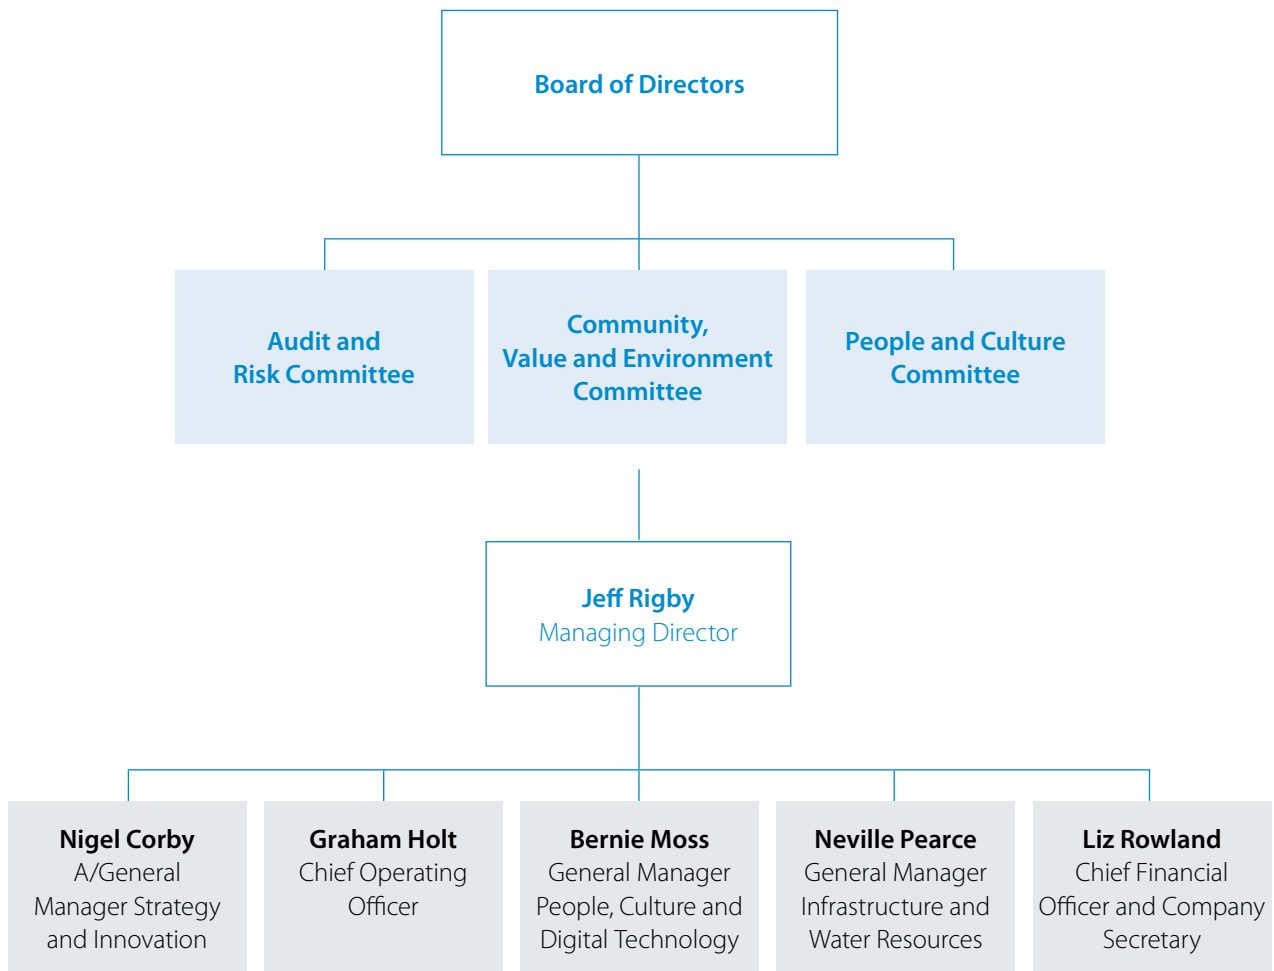 Board of Directors
Audit and
Risk Committee
Community,
Value and Environment
Committee
People and Culture
Committee
Jeff Rigby
Managing Director
Nigel Corby
A/General
Manager Strategy
and Innovation
Graham Holt
Chief Operating
Officer
Bernie Moss
General Manager
People, Culture and
Digital Technology
Neville Pearce
General Manager
Infrastructure and
Water Resources
Liz Rowland
Chief Financial
Officer and Company
Secretary